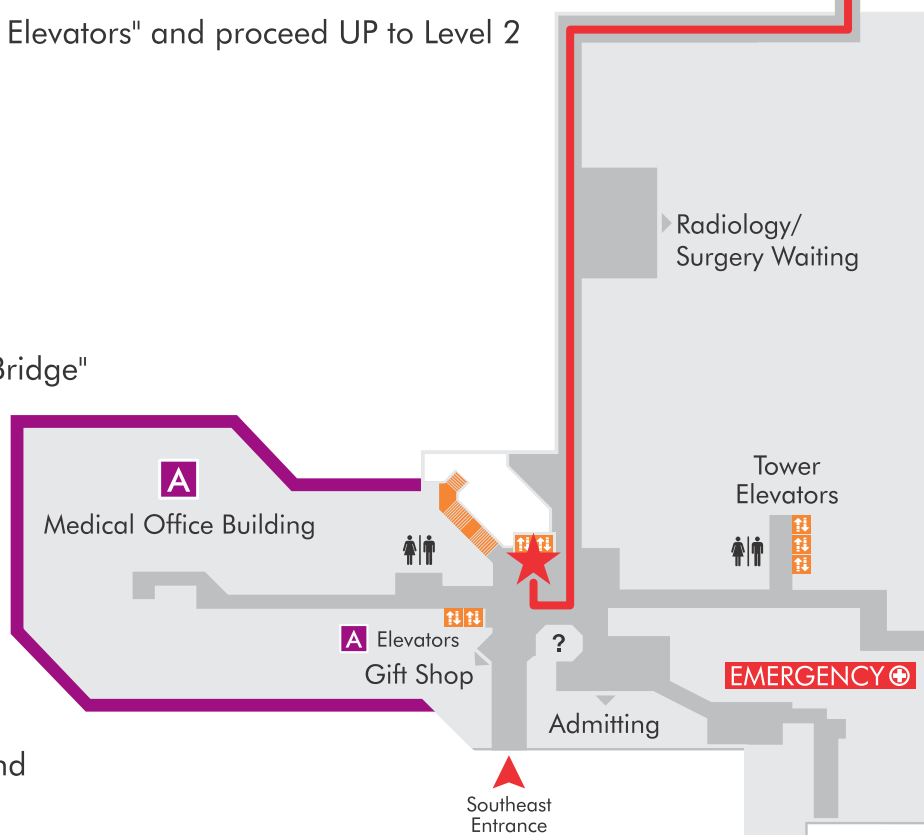 Elevators" and proceed UP to Level 2
Radiology/
Surgery Waiting
Bridge"
A
Medical Office Building
Tower
Elevators
A Elevators
Gift Shop
?
EMERGENCY
Admitting
nd
Southeast
Entrance